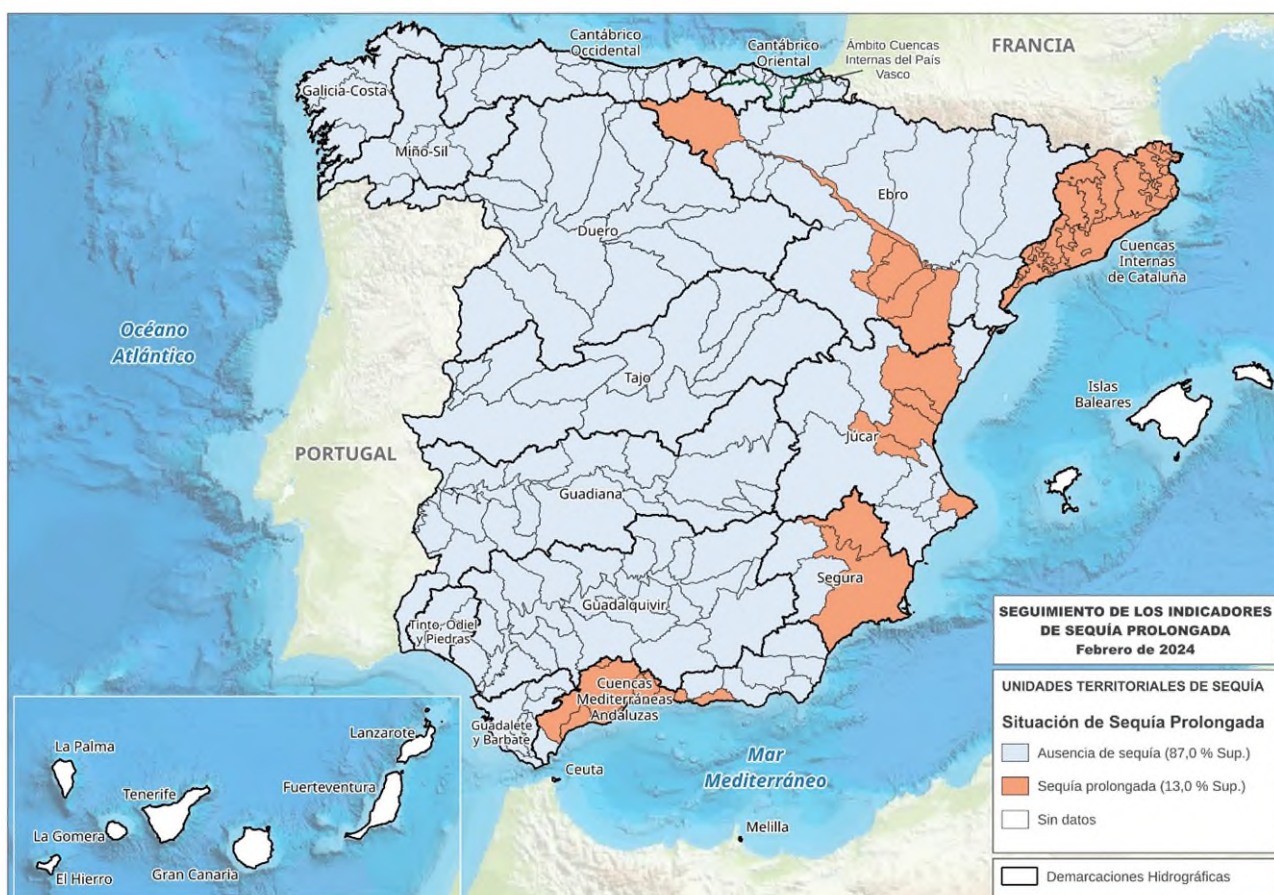 Cantábrico
Occidental
Cantábrico
Oriental
Ámbito Cuencas
Internas del País
Vasco
FRANCIA
Galicia-Costa
Miño-Sil
Ebro
Duero
Cuencas
Internas
de Cataluña
Océano
Atlántico
Tajo
Islas
Baleares
PORTUGAL
Júcar
Guadiana
Segura
Guadalquivir
Tinto, Odiel
y Piedras
Cuencas
Mediterráneas
Andaluzas
Guadalete
y Barbate
Ceuta
Mar
Mediterráneo
Melilla
La Palma
Lanzarote
Tenerife
Fuerteventura
La Gomera
El Hierro
Gran Canaria
SEGUIMIENTO DE LOS INDICADORES
DE SEQUÍA PROLONGADA
Febrero de 2024
UNIDADES TERRITORIALES DE SEQUÍA
Situación de Sequía Prolongada
Ausencia de sequía (87,0 % Sup.)
Sequía prolongada (13,0 % Sup.)
Sin datos
Demarcaciones Hidrográficas